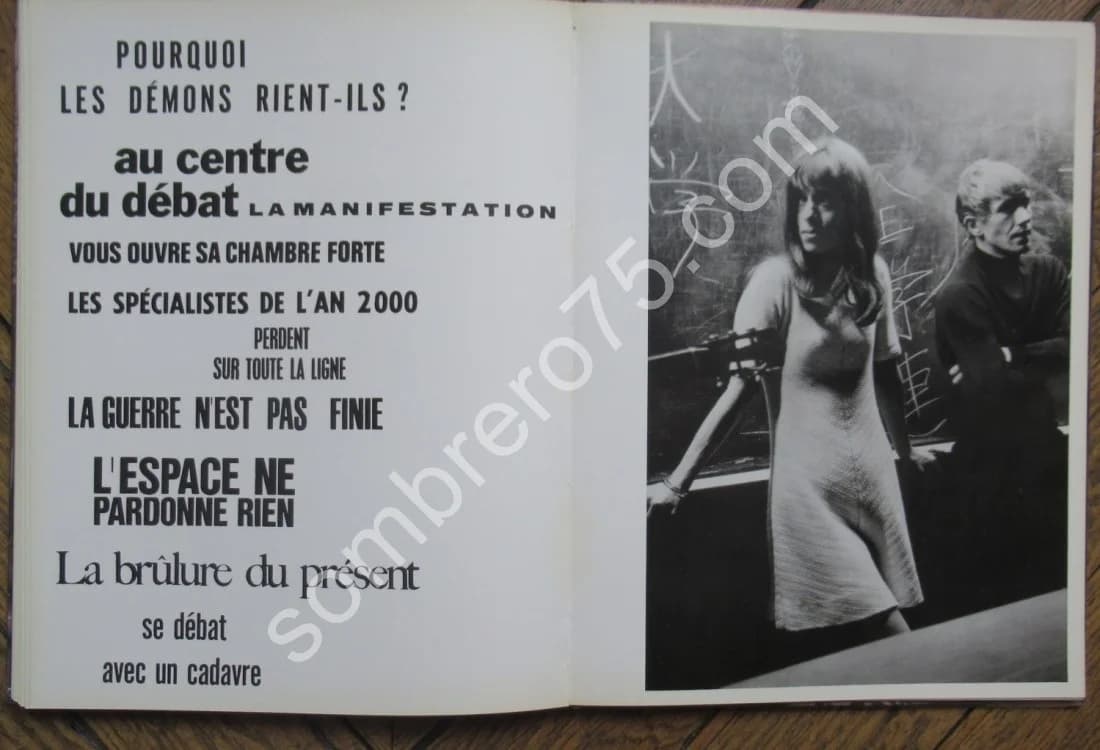 POURQUOI
LES DÉMONS RIENT-ILS ?
au centre
du débat LA MANIFESTATION
VOUS OUVRE SA CHAMBRE FORTE
LES SPÉCIALISTES DE L'AN 2000
PERDENT
SUR TOUTE LA LIGNE
LA GUERRE N'EST PAS FINIE
L'ESPACE NE
PARDONNE RIEN
La brûlure du présent
se débat
avec un cadavre
sombrero75.com